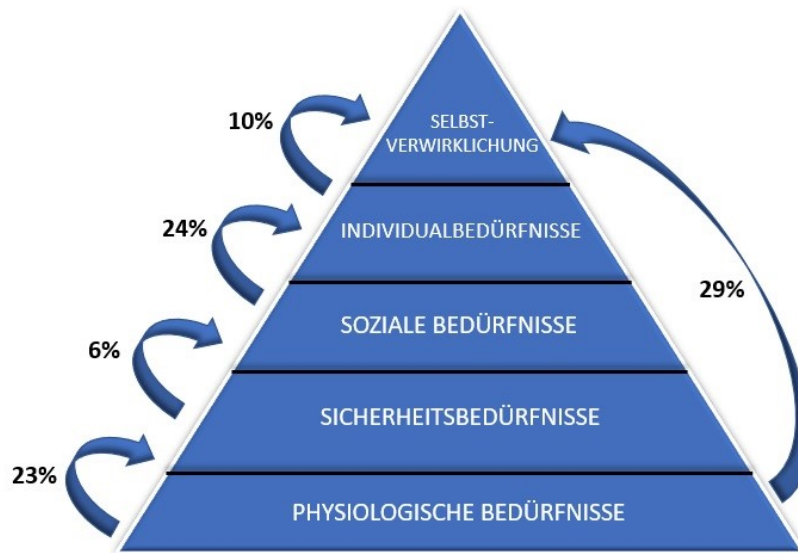 10%
SELBST-
VERWIRKLICHUNG
24%
INDIVIDUALBEDÜRFNISSE
29%
6%
SOZIALE BEDÜRFNISSE
SICHERHEITSBEDÜRFNISSE
23%
PHYSIOLOGISCHE BEDÜRFNISSE